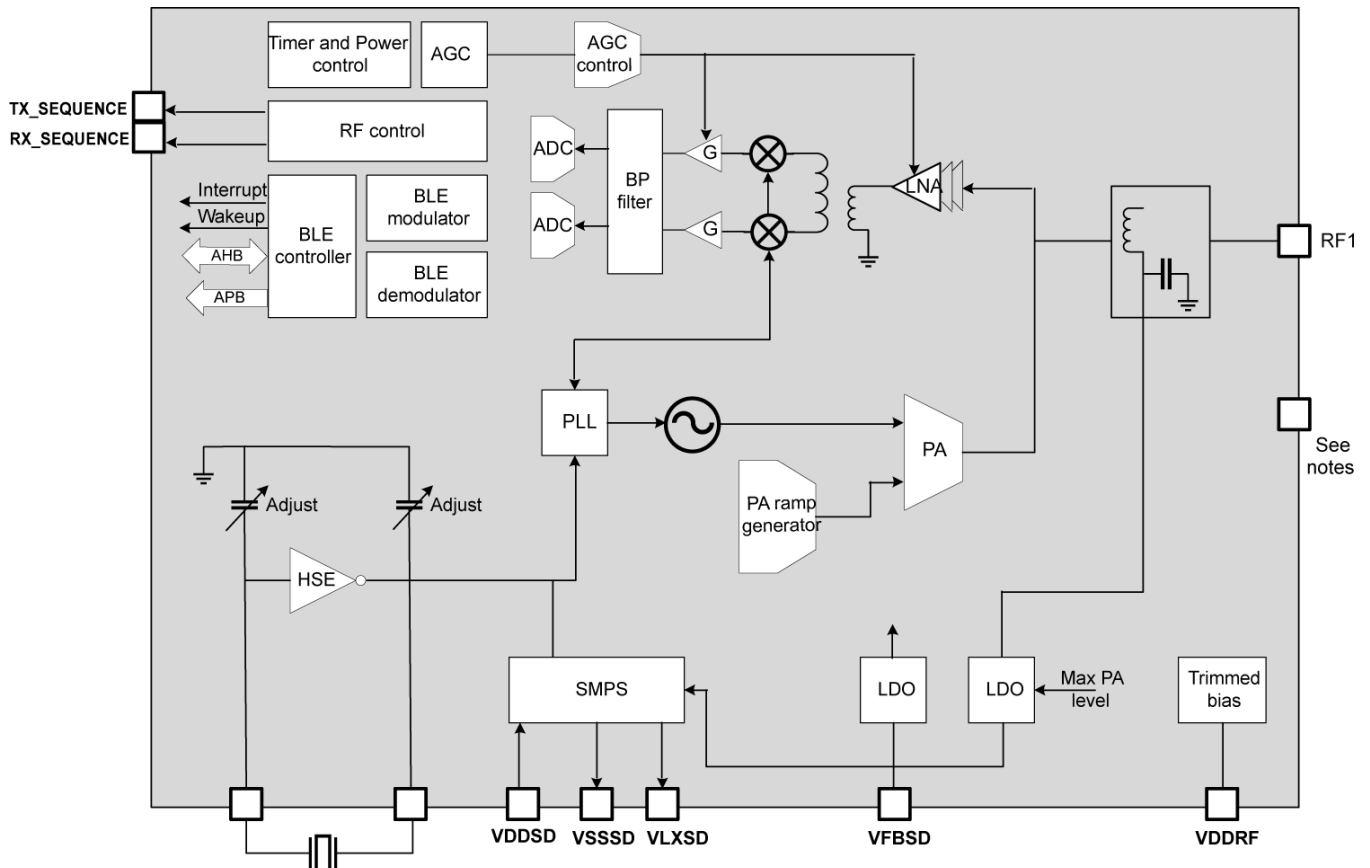 Timer and Power
control
AGC
AGC
control
TX_SEQUENCE
RX_SEQUENCE
RF control
ADC
ADC
BP
filter
G
G
LNA
Interrupt
Wakeup
AHB
APB
BLE
controller
BLE
modulator
BLE
demodulator
RF1
See
notes
PLL
PA
PA ramp
generator
Adjust
Adjust
HSE
SMPS
LDO
LDO
Max PA
level
Trimmed
bias
VDDSD
VSSSD
VLXSD
VFBSD
VDDRF